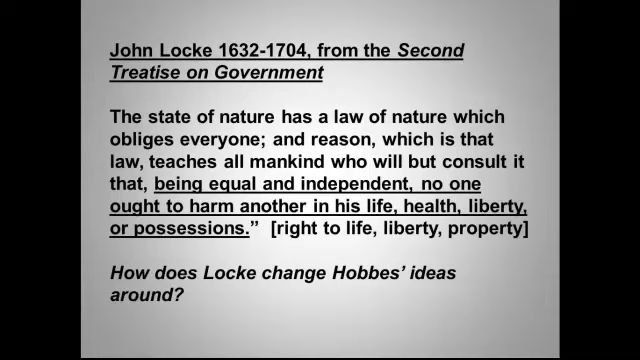 John Locke 1632-1704, from the Second
Treatise on Government
The state of nature has a law of nature which
obliges everyone; and reason, which is that
law, teaches all mankind who will but consult it
that, being equal and independent, no one
ought to harm another in his life, health, liberty,
or possessions.”  [right to life, liberty, property]
How does Locke change Hobbes’ ideas
around?